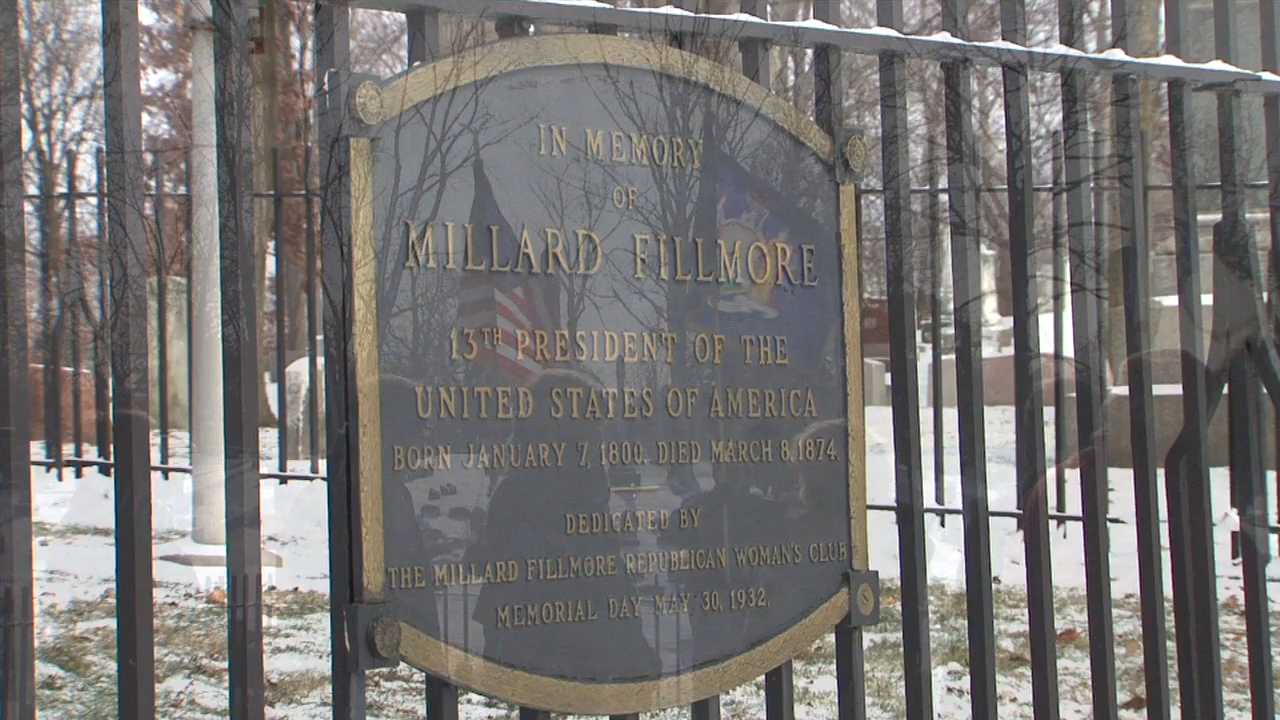 IN MEMORY
OF
MILLARD FILLMORE
13TH PRESIDENT OF THE
UNITED STATES OF AMERICA
BORN JANUARY 7, 1800. DIED MARCH 8, 1874.
DEDICATED BY
THE MILLARD FILLMORE REPUBLICAN WOMAN'S CLUB
MEMORIAL DAY MAY 30, 1932.